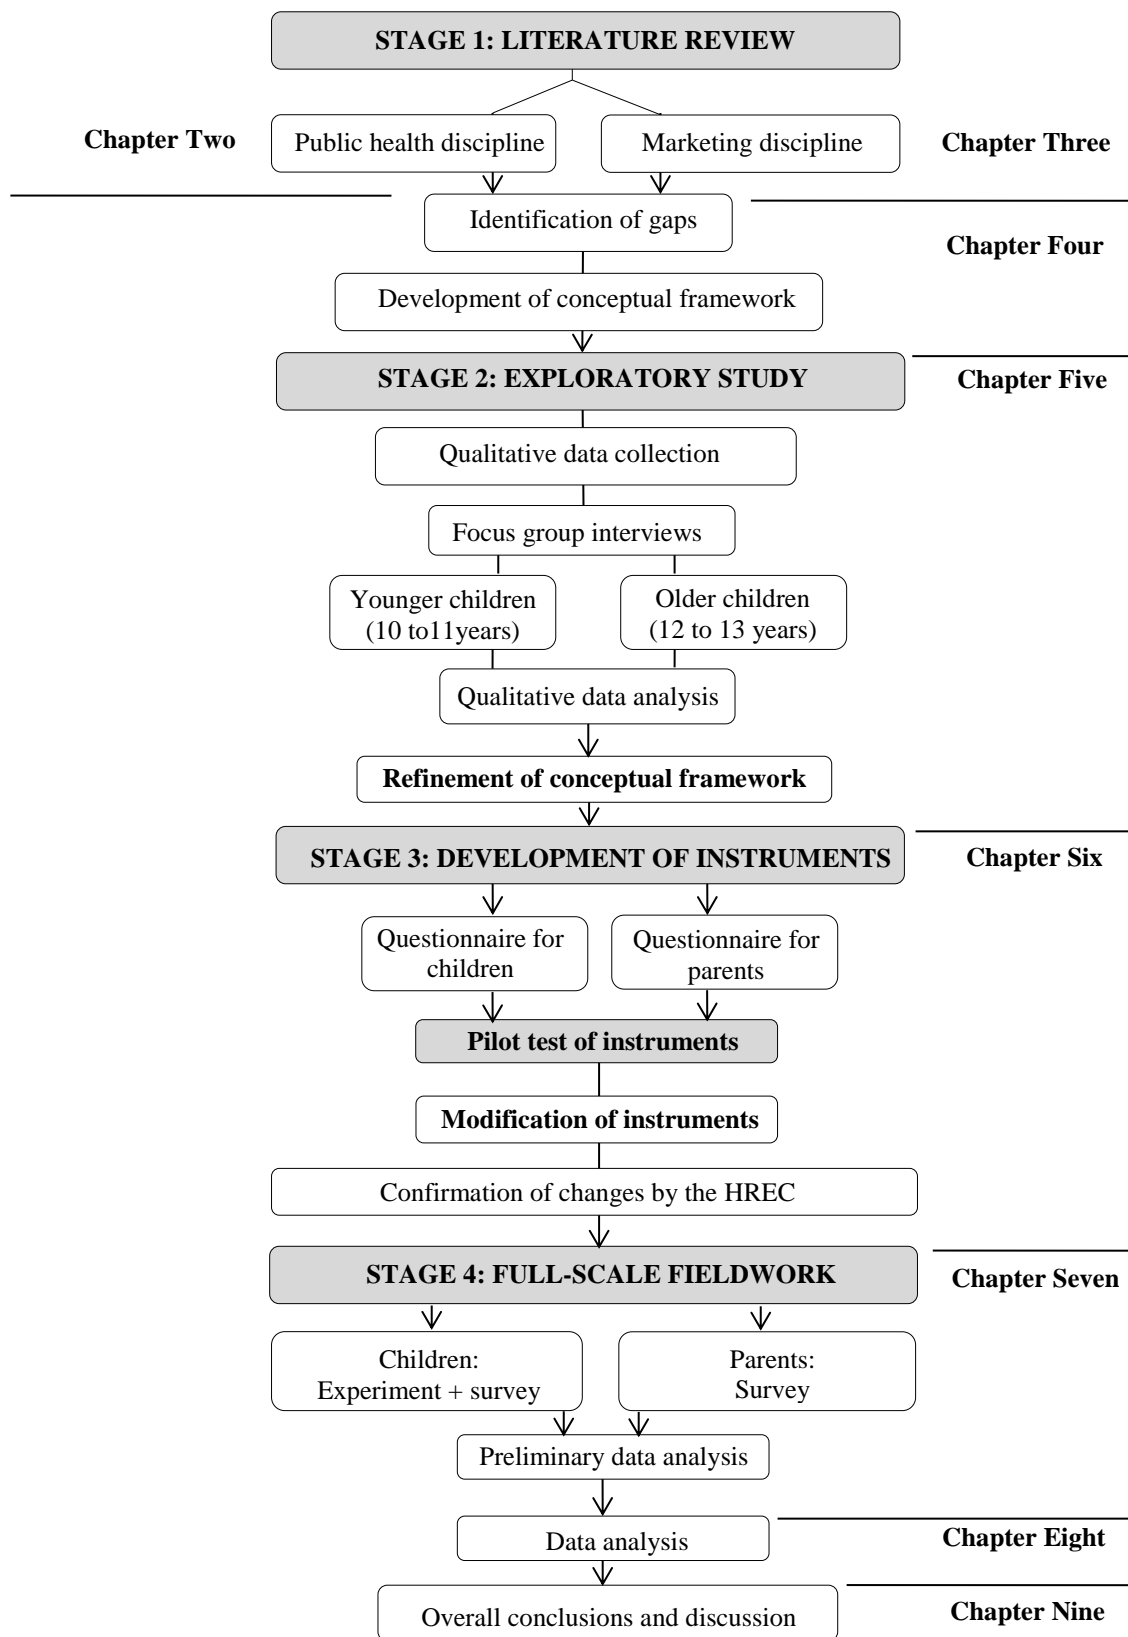 STAGE 1: LITERATURE REVIEW
Chapter Two
Public health discipline
Marketing discipline
Chapter Three
Identification of gaps
Chapter Four
Development of conceptual framework
STAGE 2: EXPLORATORY STUDY
Chapter Five
Qualitative data collection
Focus group interviews
Younger children
(10 to11years)
Older children
(12 to 13 years)
Qualitative data analysis
Refinement of conceptual framework
STAGE 3: DEVELOPMENT OF INSTRUMENTS
Chapter Six
Questionnaire for
children
Questionnaire for
parents
Pilot test of instruments
Modification of instruments
Confirmation of changes by the HREC
STAGE 4: FULL-SCALE FIELDWORK
Chapter Seven
Children:
Experiment + survey
Parents:
Survey
Preliminary data analysis
Data analysis
Chapter Eight
Overall conclusions and discussion
Chapter Nine